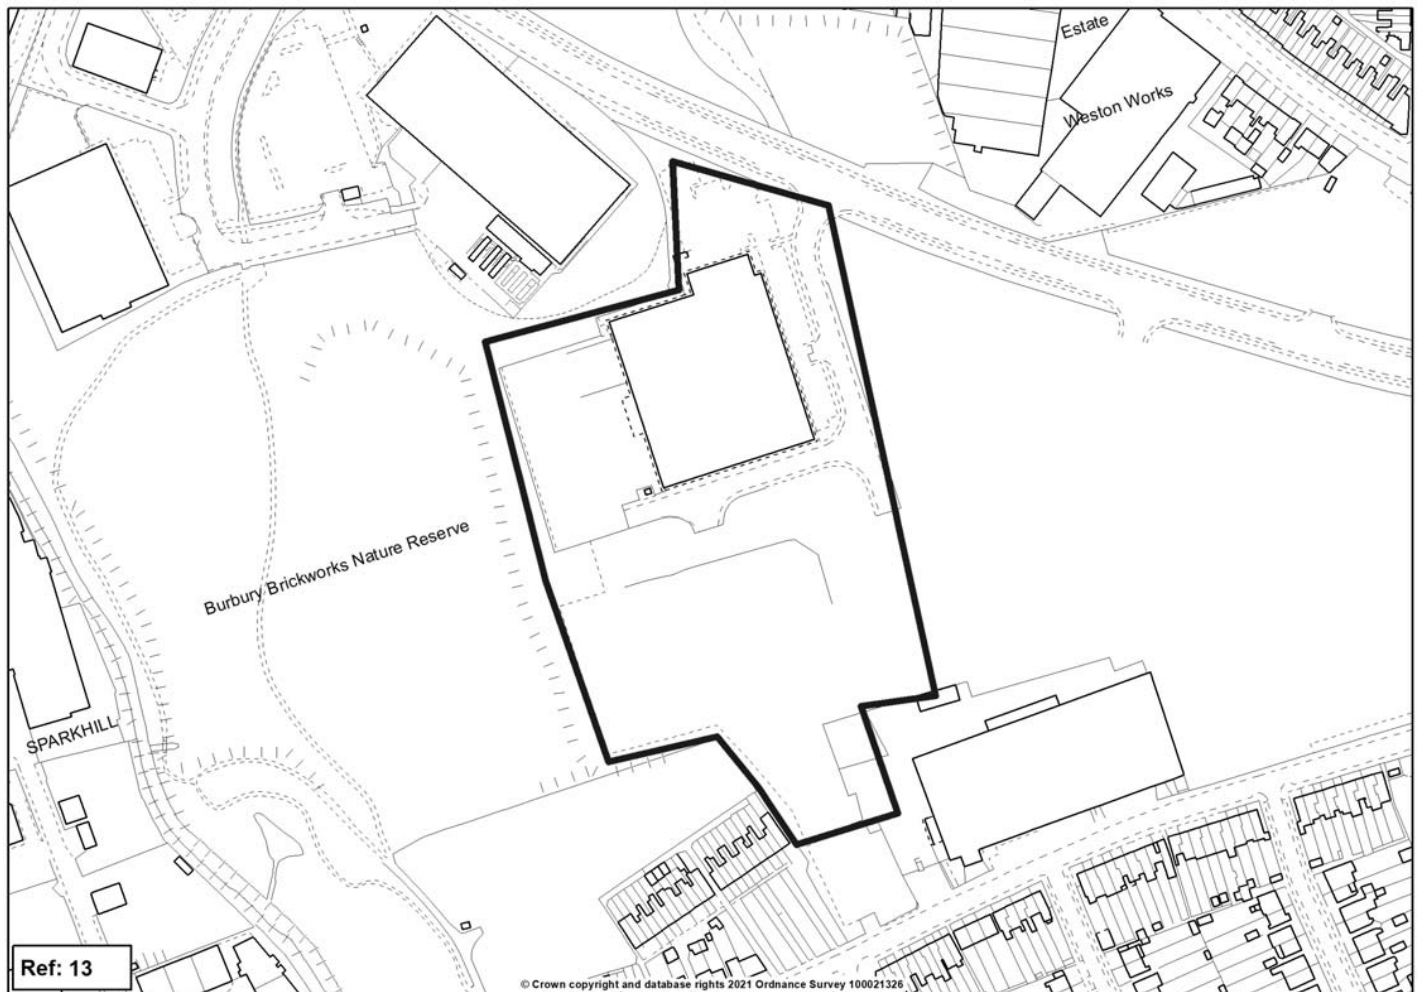 Estate
Weston Works
Burbury Brickworks Nature Reserve
SPARKHILL
Ref: 13
© Crown copyright and database rights 2021 Ordnance Survey 100021326